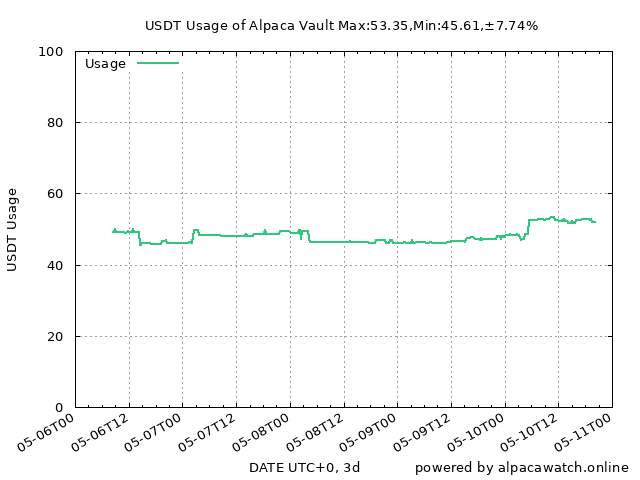 USDT Usage of Alpaca Vault Max:53.35,Min:45.61,±7.74%
Usage
100
80
60
40
20
0
USDT Usage
05-06T00
05-06T12
05-07T00
05-07T12
05-08T00
05-08T12
05-09T00
05-09T12
05-10T00
05-10T12
05-11T00
DATE UTC+0, 3d
powered by alpacawatch.online